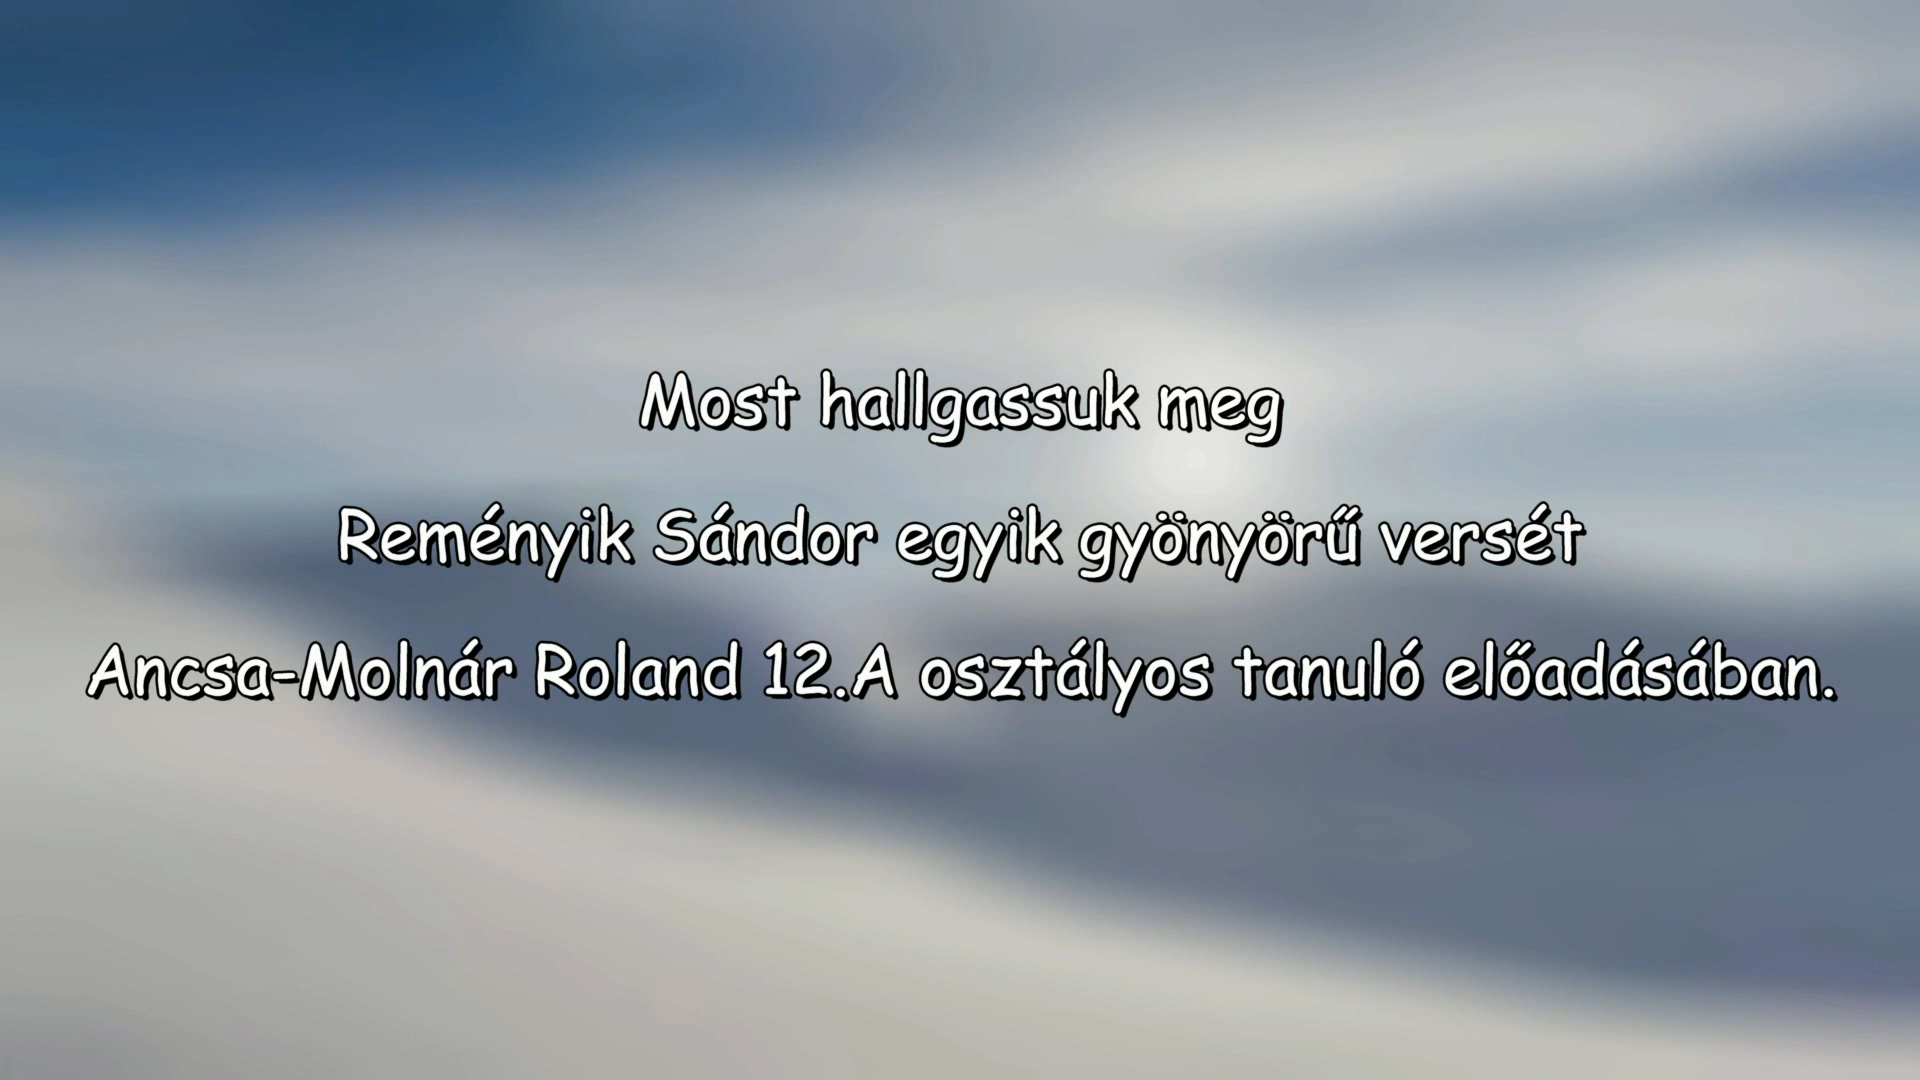 Most hallgassuk meg
Reményik Sándor egyik gyönyörű versét
Ancsa-Molnár Roland 12.A osztályos tanuló előadásában.